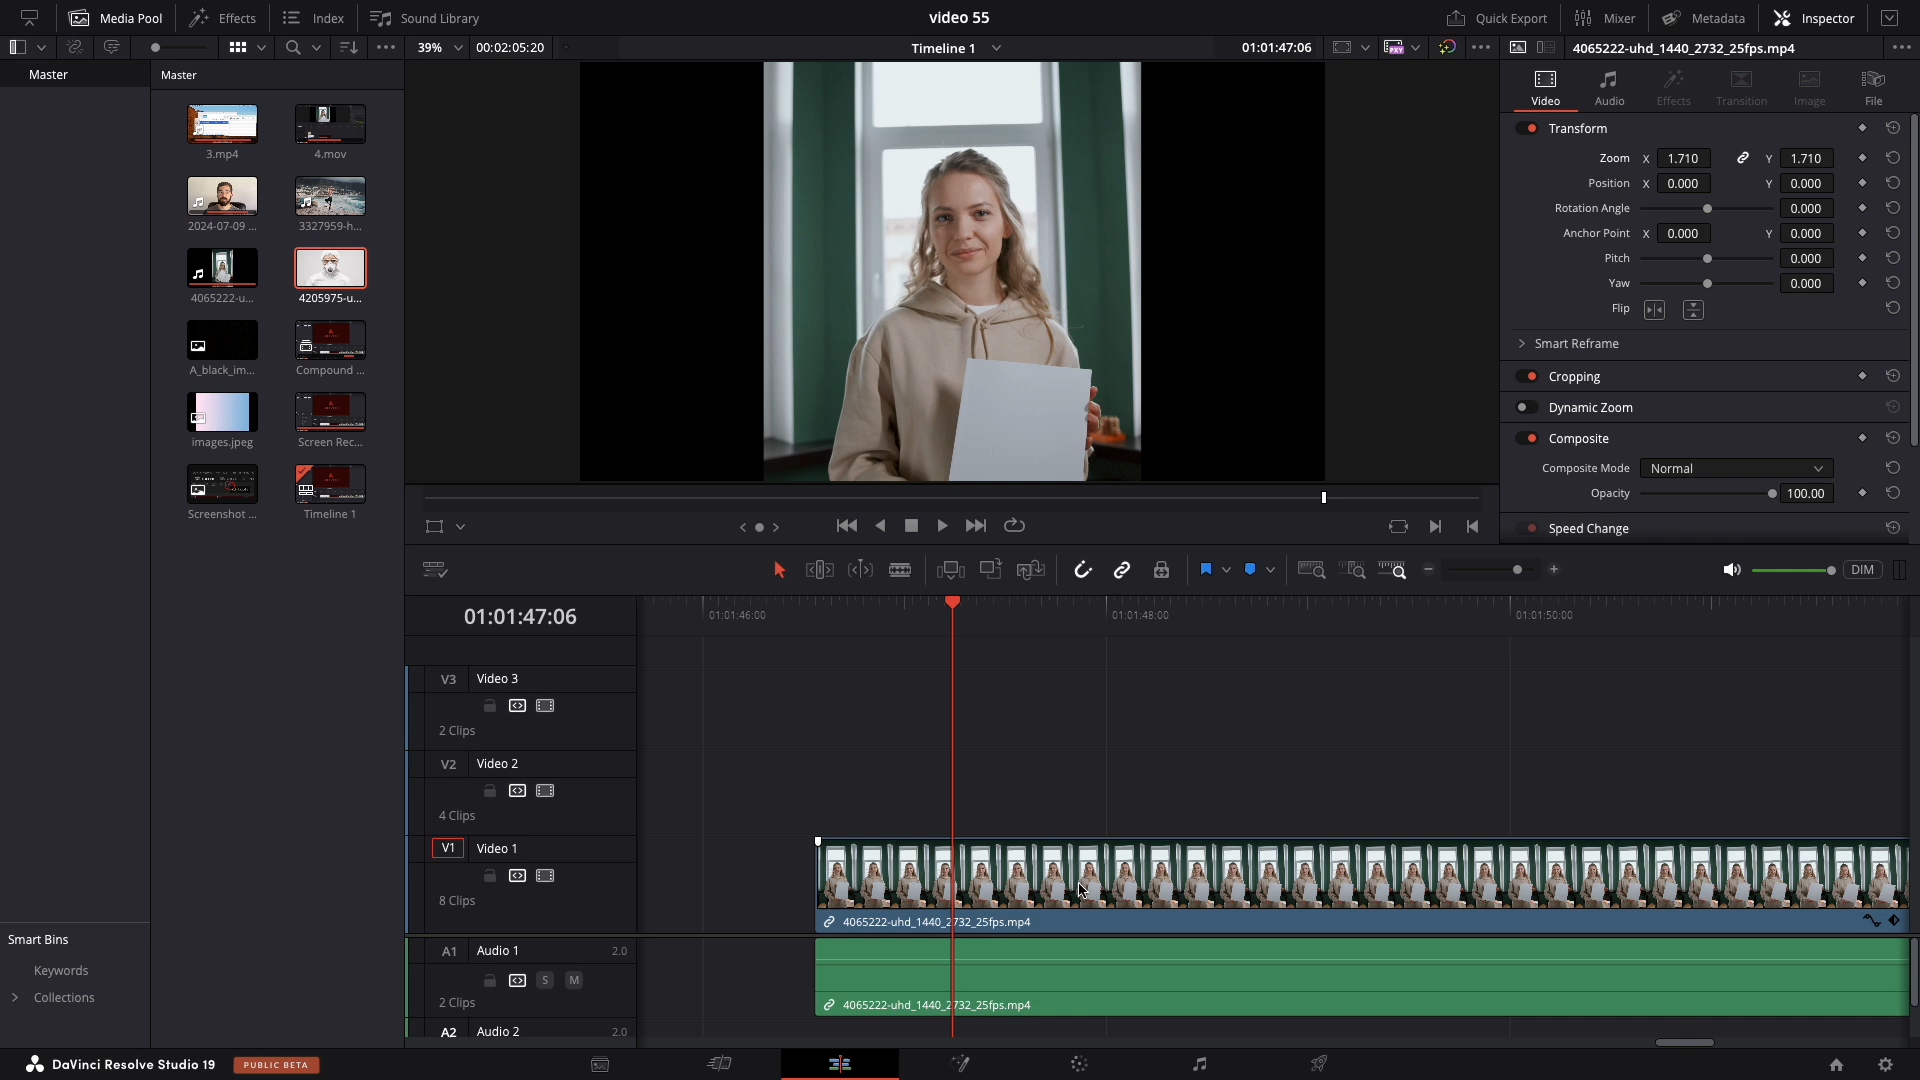 Media Pool
Effects
Index
Sound Library
video 55
Quick Export
Mixer
Metadata
Inspector
39%
00:02:05:20
Timeline 1
01:01:47:06
4065222-uhd_1440_2732_25fps.mp4
Master
Master
3.mp4
4.mov
2024-07-09 ...
3327959-h...
4065222-u...
4205975-u...
A_black_im...
Compound ...
images.jpeg
Screen Rec...
Screenshot ...
Timeline 1
Smart Bins
Keywords
Collections
Video
Audio
Effects
Transition
Image
File
Transform
Zoom X 1.710 Y 1.710
Position X 0.000 Y 0.000
Rotation Angle 0.000
Anchor Point X 0.000 Y 0.000
Pitch 0.000
Yaw 0.000
Flip
Smart Reframe
Cropping
Dynamic Zoom
Composite
Composite Mode Normal
Opacity 100.00
Speed Change
DIM
01:01:47:06
01:01:46:00
01:01:48:00
01:01:50:00
V3 Video 3
2 Clips
V2 Video 2
4 Clips
V1 Video 1
8 Clips
4065222-uhd_1440_2732_25fps.mp4
A1 Audio 1 2.0
S M
2 Clips
4065222-uhd_1440_2732_25fps.mp4
A2 Audio 2 2.0
DaVinci Resolve Studio 19
PUBLIC BETA